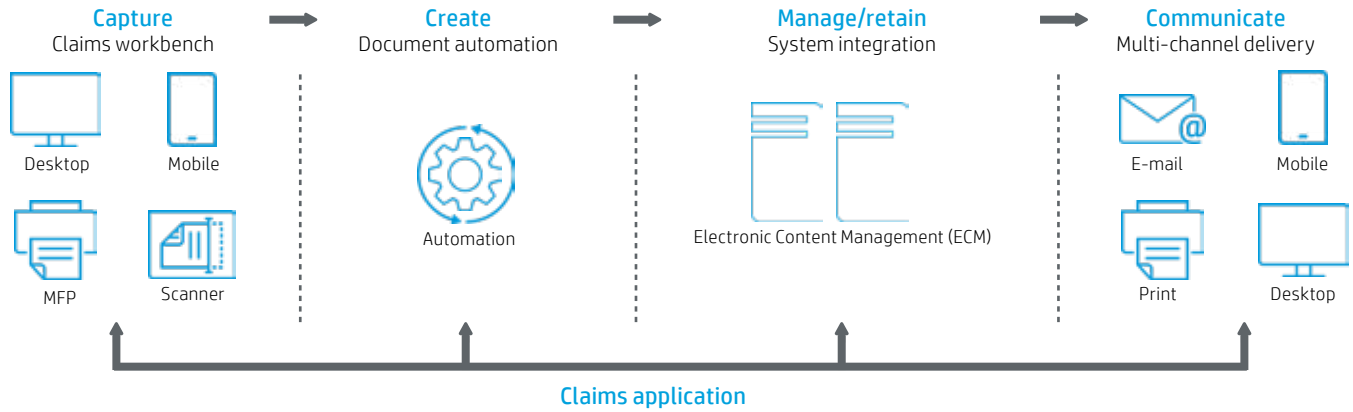 Capture
Claims workbench
Create
Document automation
Manage/retain
System integration
Communicate
Multi-channel delivery
Desktop
Mobile
MFP
Scanner
Automation
Electronic Content Management (ECM)
@
E-mail
Mobile
Print
Desktop
Claims application